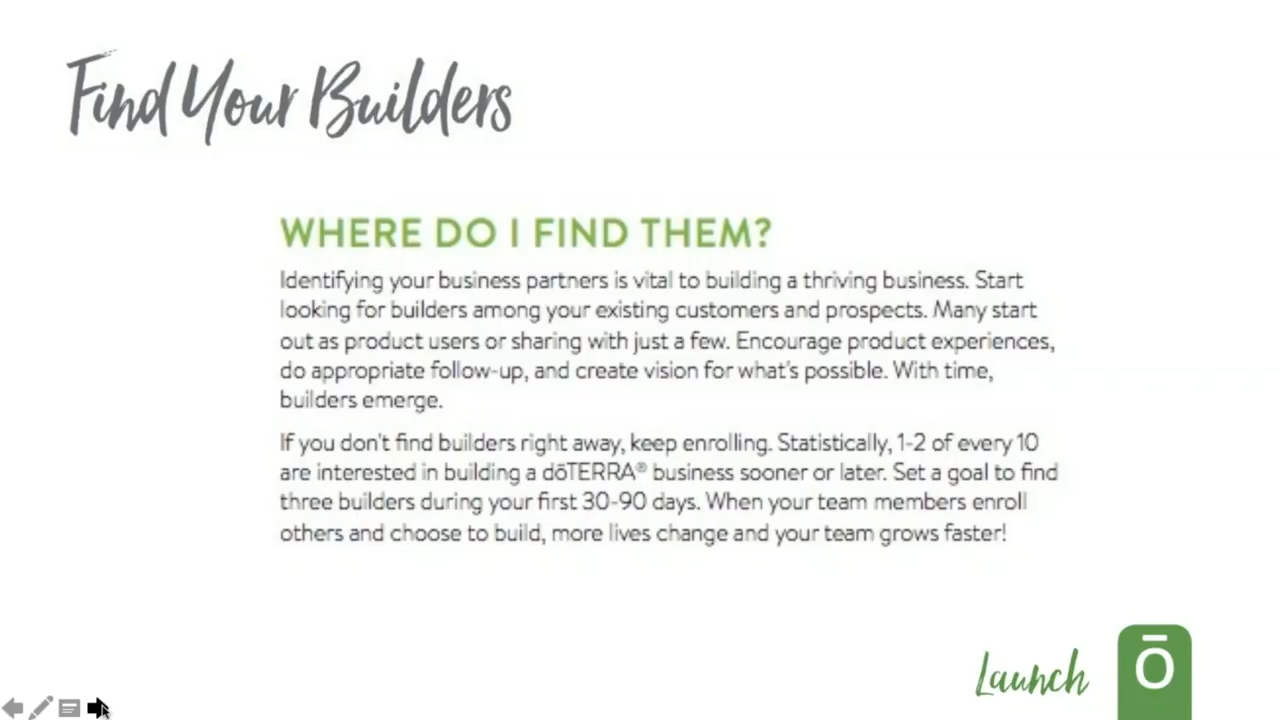 Find Your Builders
WHERE DO I FIND THEM?
Identifying your business partners is vital to building a thriving business. Start
looking for builders among your existing customers and prospects. Many start
out as product users or sharing with just a few. Encourage product experiences,
do appropriate follow-up, and create vision for what's possible. With time,
builders emerge.
If you don't find builders right away, keep enrolling. Statistically, 1-2 of every 10
are interested in building a dōTERRA® business sooner or later. Set a goal to find
three builders during your first 30-90 days. When your team members enroll
others and choose to build, more lives change and your team grows faster!
Launch
ō